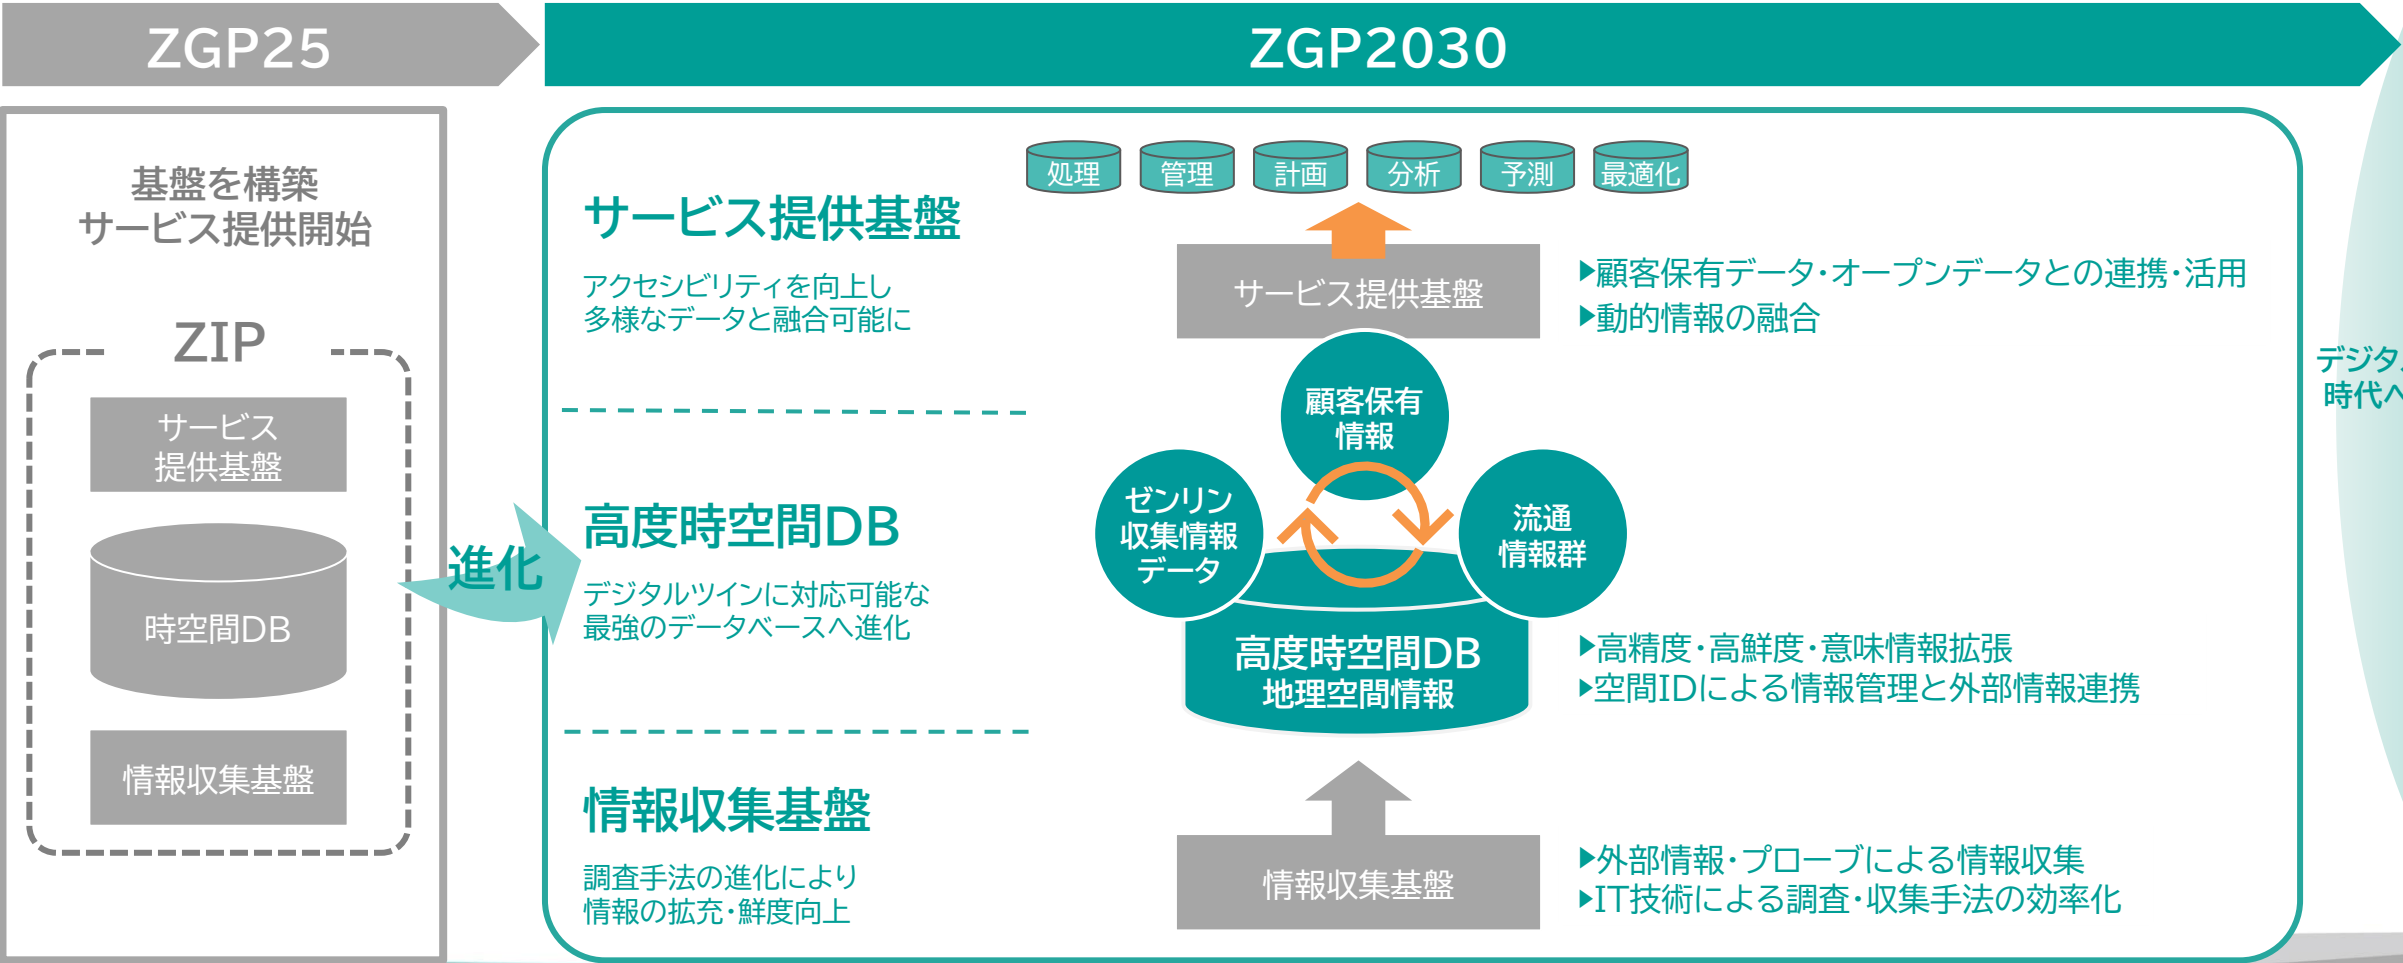 ZGP25
ZGP2030
基盤を構築
サービス提供開始
ZIP
サービス
提供基盤
時空間DB
情報収集基盤
進化
サービス提供基盤
アクセシビリティを向上し
多様なデータと融合可能に
高度時空間DB
デジタルツインに対応可能な
最強のデータベースへ進化
情報収集基盤
調査手法の進化により
情報の拡充・鮮度向上
処理
管理
計画
分析
予測
最適化
サービス提供基盤
▶顧客保有データ・オープンデータとの連携・活用
▶動的情報の融合
顧客保有
情報
ゼンリン
収集情報
データ
流通
情報群
高度時空間DB
地理空間情報
▶高精度・高鮮度・意味情報拡張
▶空間IDによる情報管理と外部情報連携
情報収集基盤
▶外部情報・プローブによる情報収集
▶IT技術による調査・収集手法の効率化
デジタ
時代へ